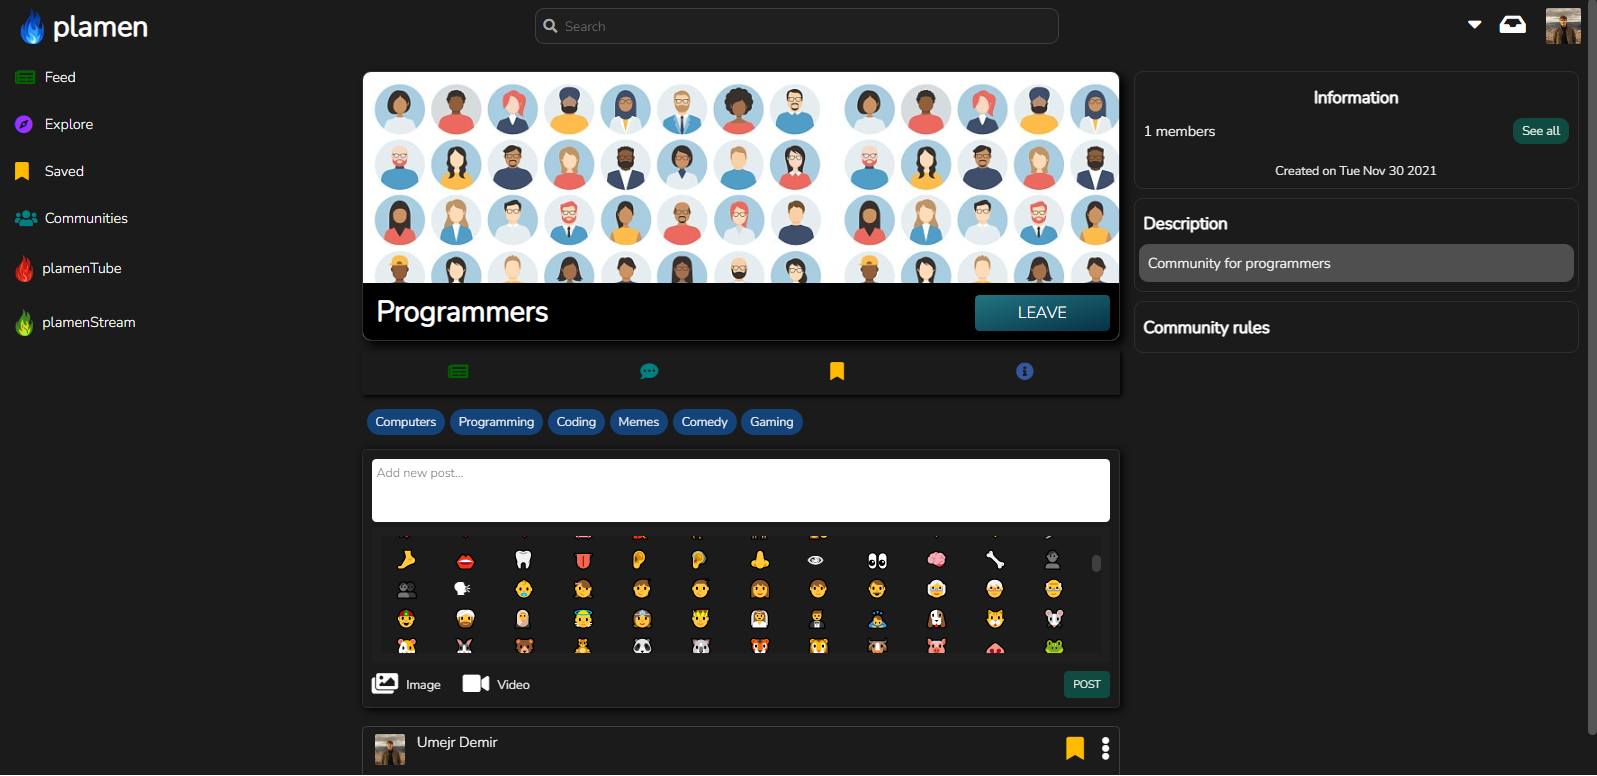 plamen
Search
Feed
Explore
Saved
Communities
plamenTube
plamenStream
Programmers
LEAVE
Computers
Programming
Coding
Memes
Comedy
Gaming
Add new post...
Image
Video
POST
Umejr Demir
Information
1 members
See all
Created on Tue Nov 30 2021
Description
Community for programmers
Community rules